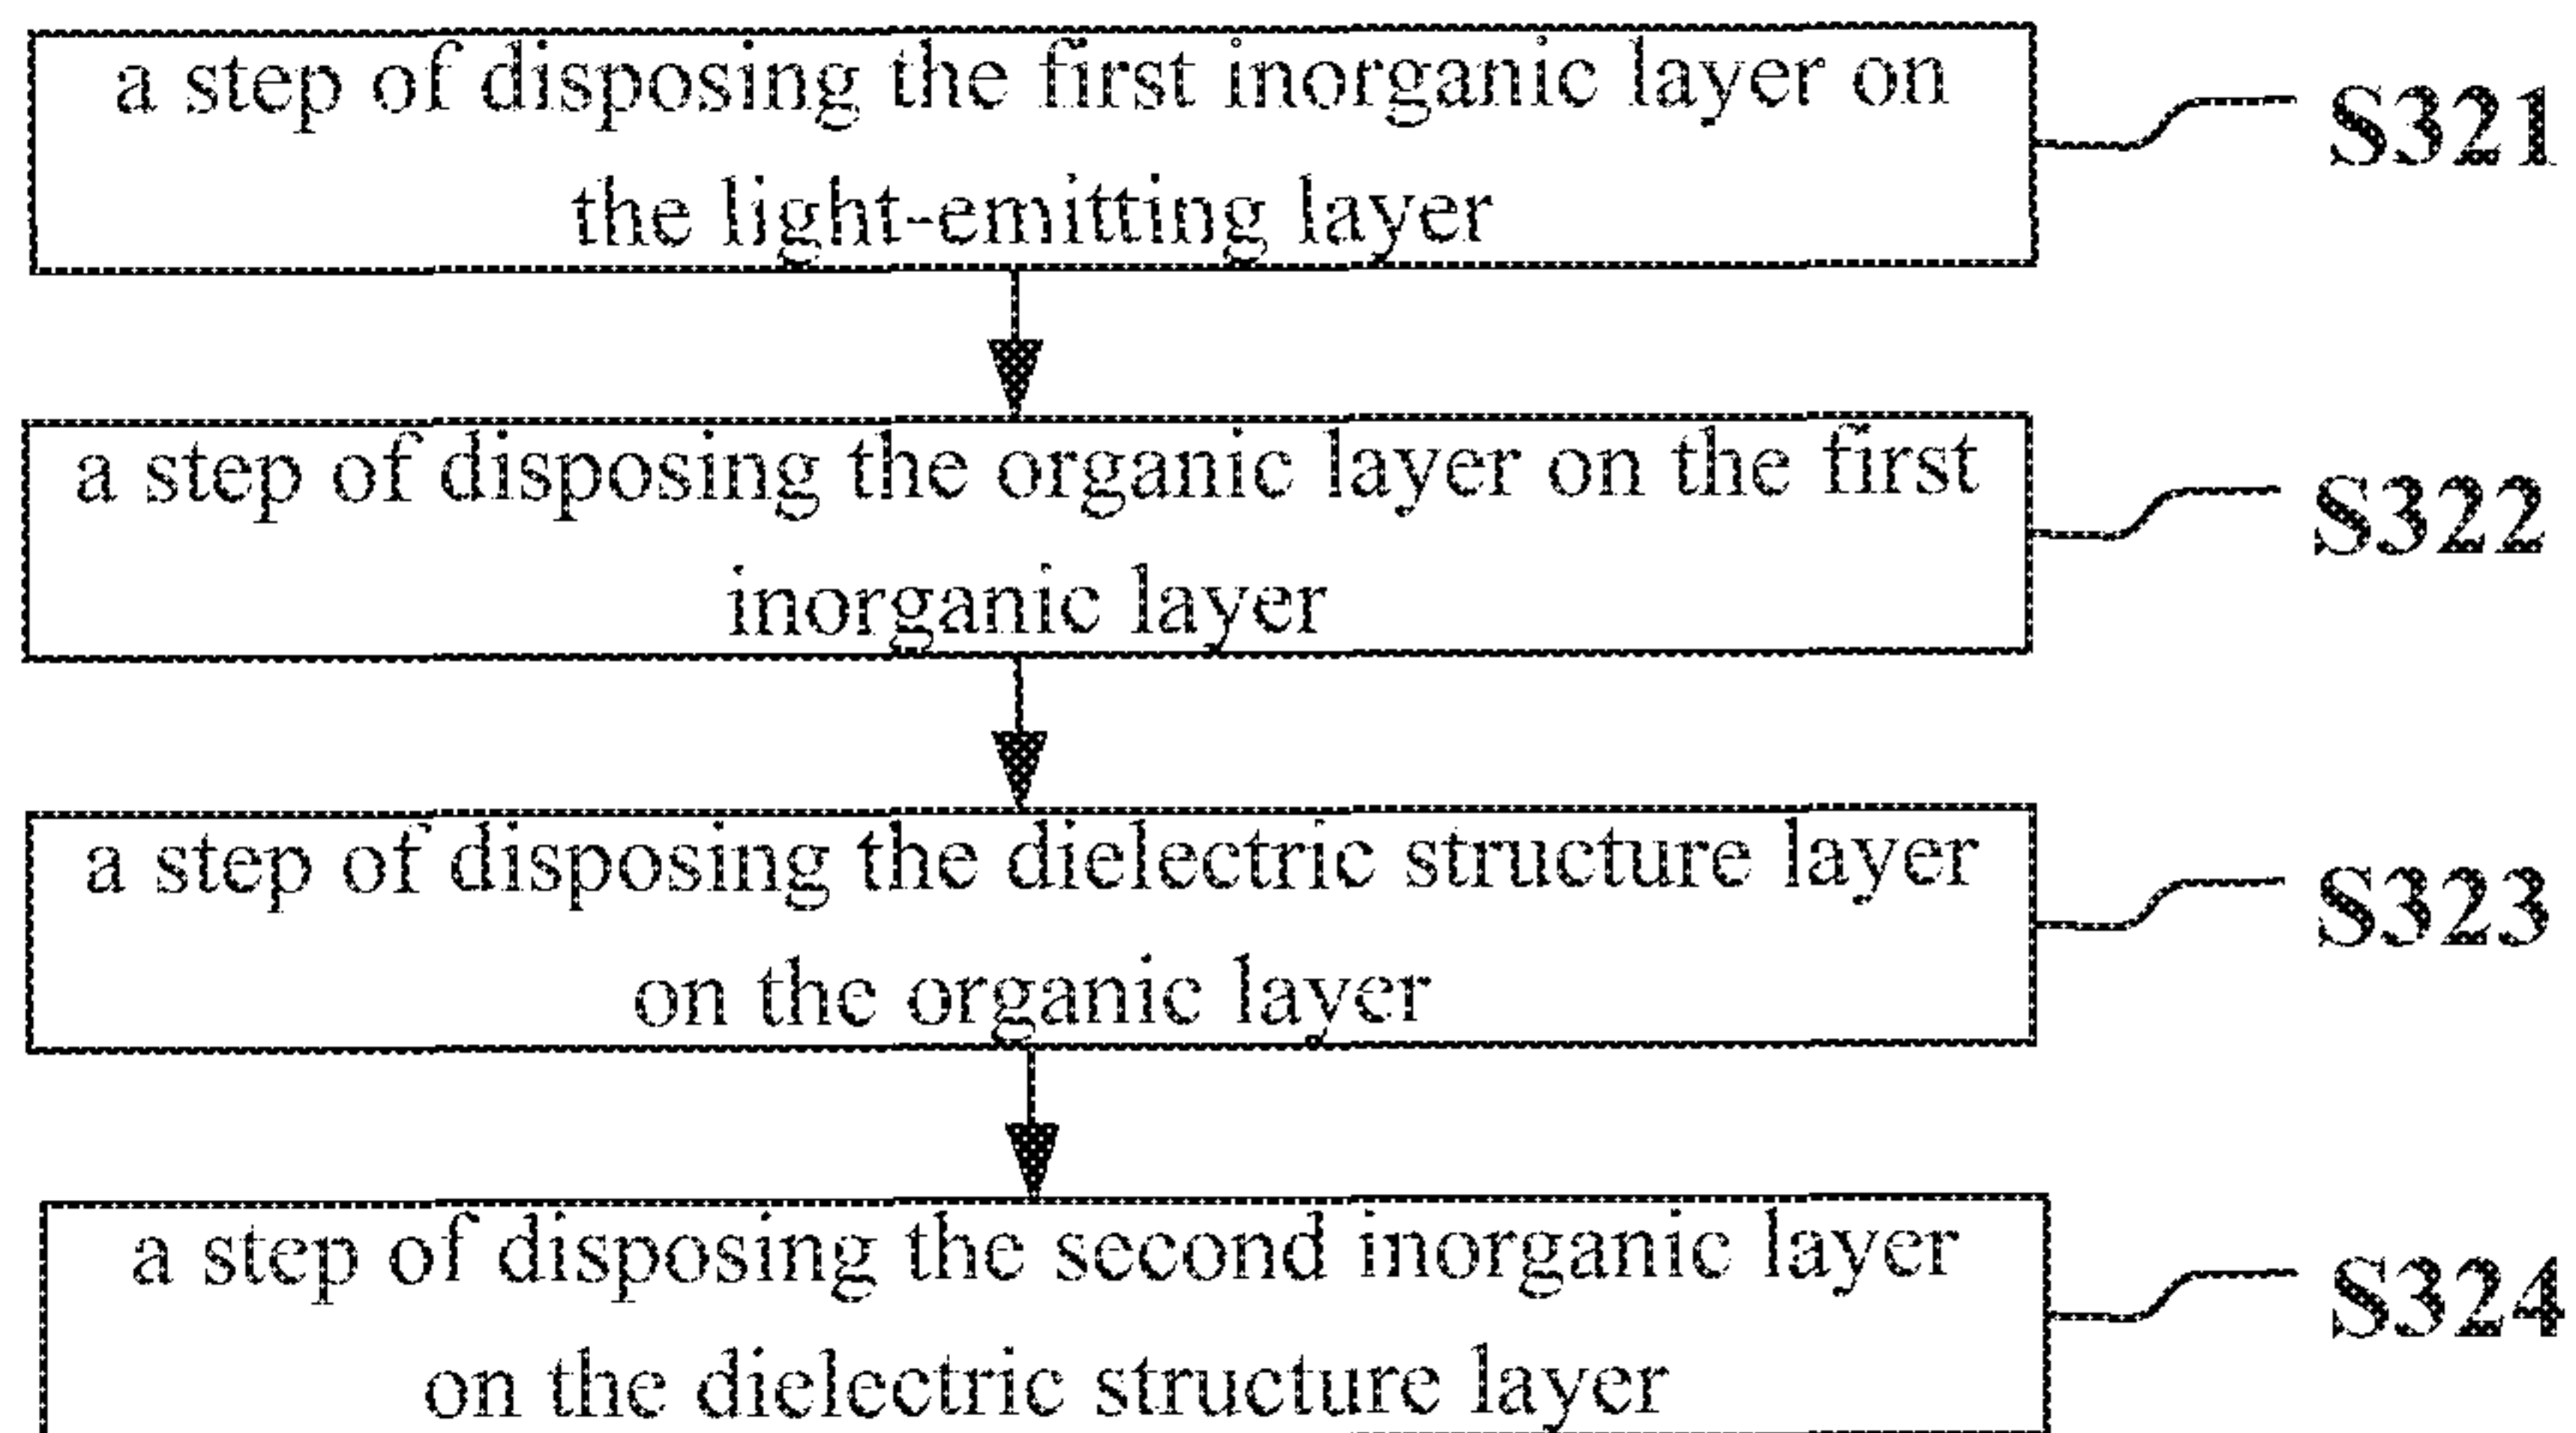 a step of disposing the first inorganic layer on
the light-emitting layer
S321
a step of disposing the organic layer on the first
inorganic layer
S322
a step of disposing the dielectric structure layer
on the organic layer
S323
a step of disposing the second inorganic layer
on the dielectric structure layer
S324